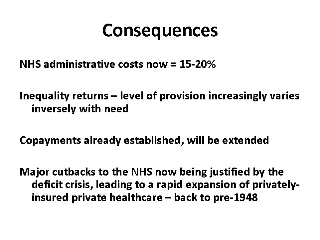 Consequences
NHS administrative costs now = 15-20%
Inequality returns – level of provision increasingly varies
inversely with need
Copayments already established, will be extended
Major cutbacks to the NHS now being justified by the
deficit crisis, leading to a rapid expansion of privately-
insured private healthcare – back to pre-1948